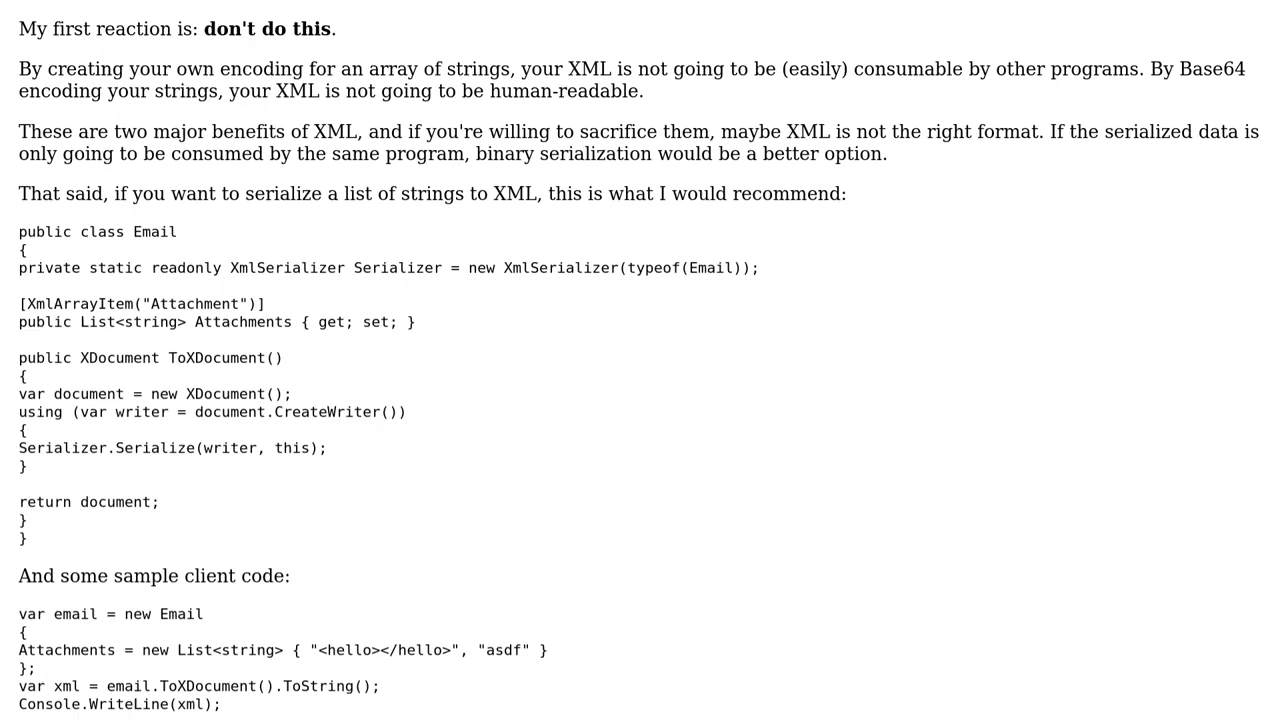 My first reaction is: don't do this.
By creating your own encoding for an array of strings, your XML is not going to be (easily) consumable by other programs. By Base64
encoding your strings, your XML is not going to be human-readable.
These are two major benefits of XML, and if you're willing to sacrifice them, maybe XML is not the right format. If the serialized data is
only going to be consumed by the same program, binary serialization would be a better option.
That said, if you want to serialize a list of strings to XML, this is what I would recommend:
public class Email
{
private static readonly XmlSerializer Serializer = new XmlSerializer(typeof(Email));
[XmlArrayItem("Attachment")]
public List<string> Attachments { get; set; }
public XDocument ToXDocument()
{
var document = new XDocument();
using (var writer = document.CreateWriter())
{
Serializer.Serialize(writer, this);
}
return document;
}
}
And some sample client code:
var email = new Email
{
Attachments = new List<string> { "<hello></hello>", "asdf" }
};
var xml = email.ToXDocument().ToString();
Console.WriteLine(xml);